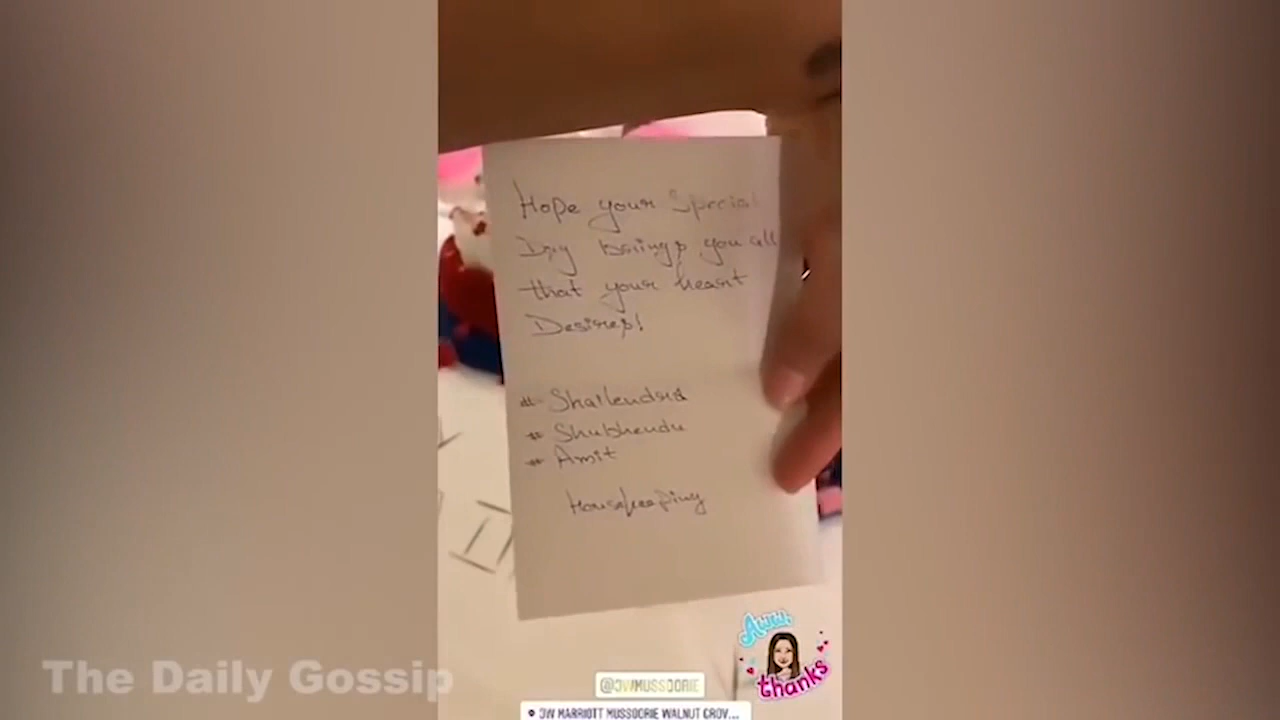 Hope your Special
Day brings you all
that your heart
Desires!
# Shailendra
# Shubhendu
# Amit
Housekeeping
Aww
thanks
@JWMUSSOORIE
JW MARRIOTT MUSSOORIE WALNUT GROV...
The Daily Gossip